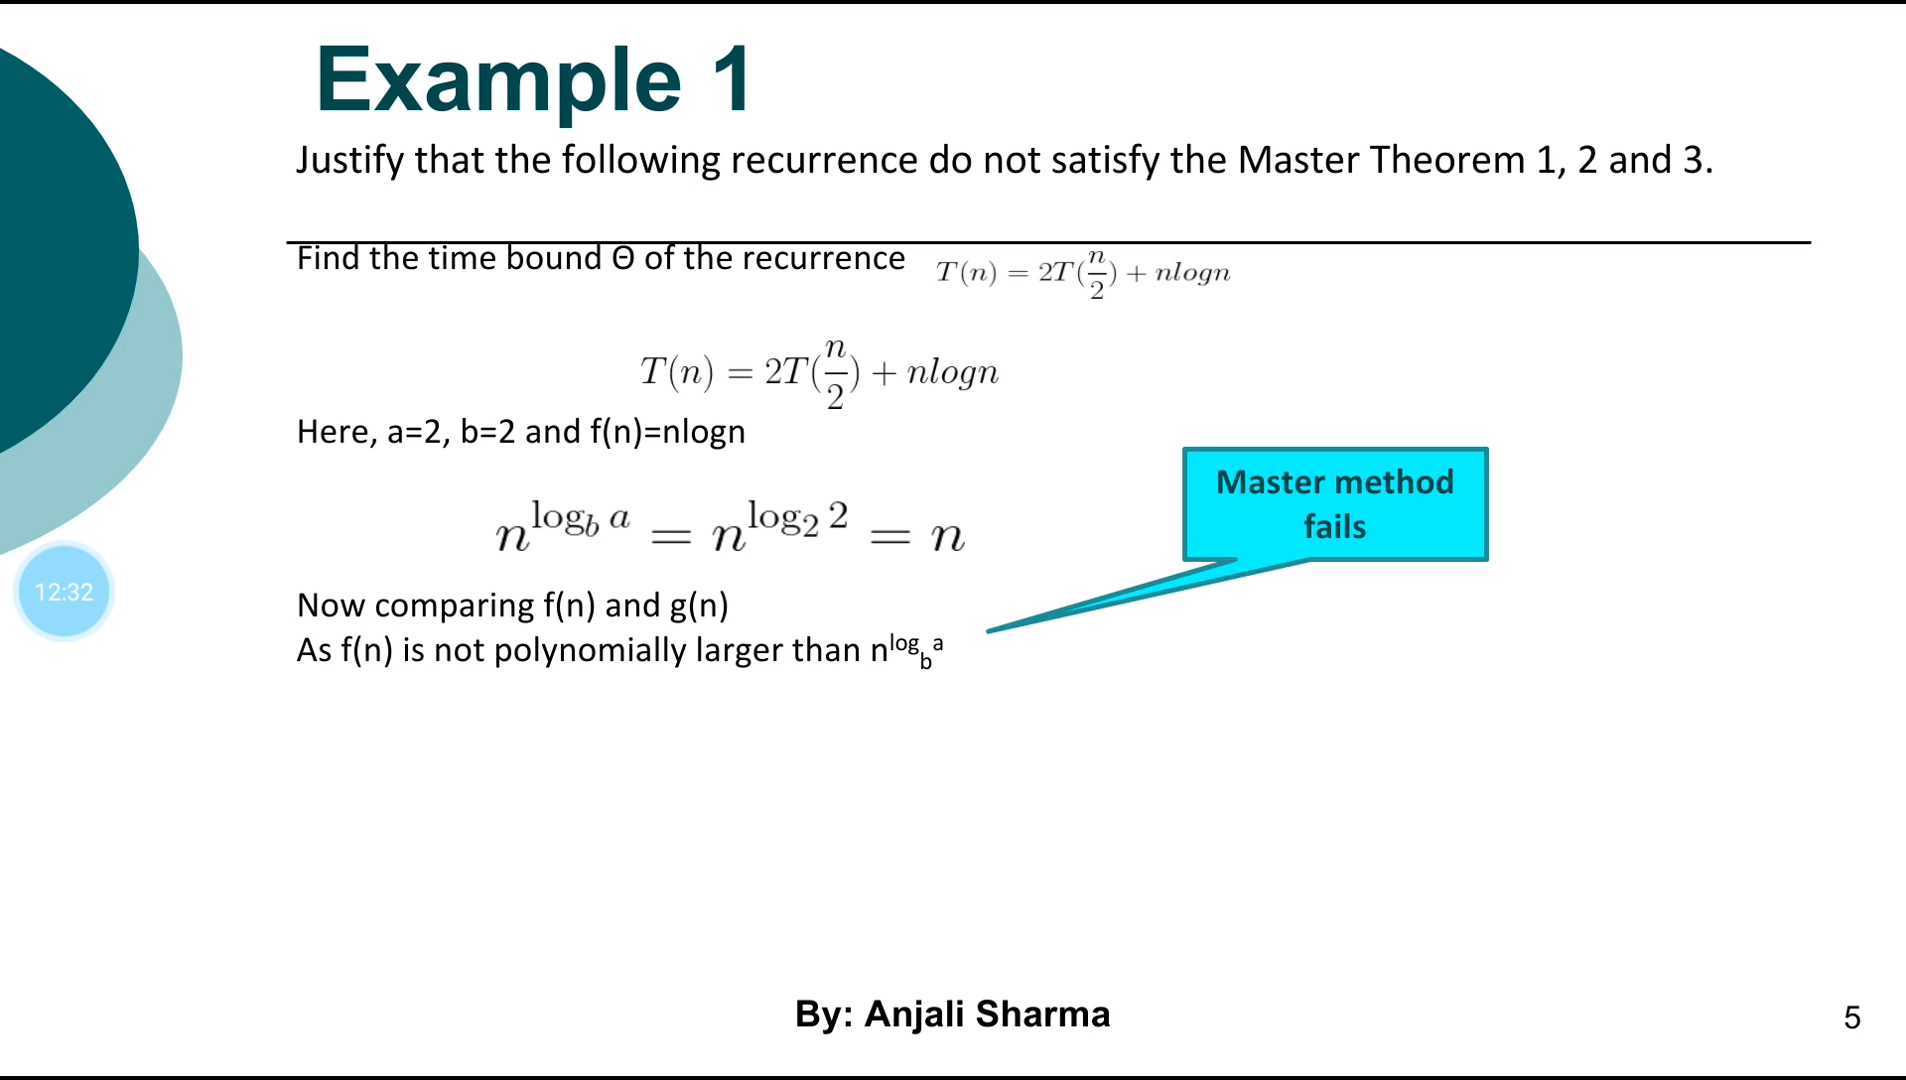 Example 1
Justify that the following recurrence do not satisfy the Master Theorem 1, 2 and 3.
Find the time bound Θ of the recurrence T(n) = 2T(n/2) + nlogn
T(n) = 2T(n/2) + nlogn
Here, a=2, b=2 and f(n)=nlogn
n^{log_b a} = n^{log_2 2} = n
Master method
fails
12:32
Now comparing f(n) and g(n)
As f(n) is not polynomially larger than n^{log_b a}
By: Anjali Sharma
5